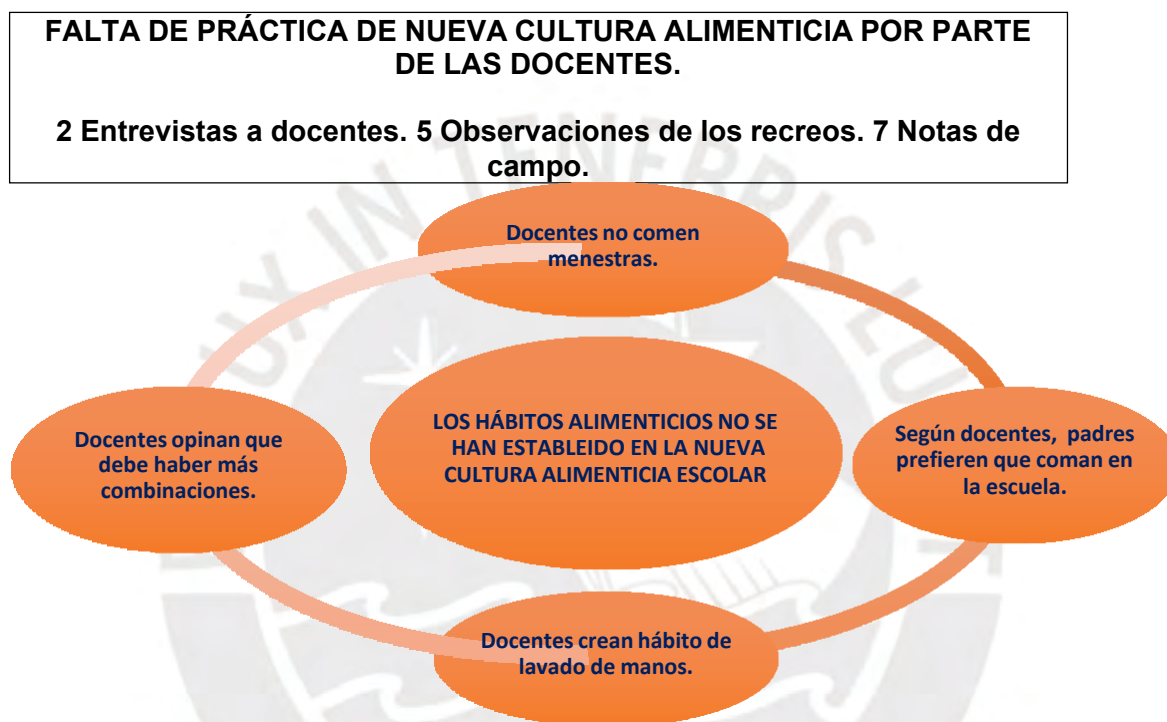 FALTA DE PRÁCTICA DE NUEVA CULTURA ALIMENTICIA POR PARTE
DE LAS DOCENTES.
2 Entrevistas a docentes. 5 Observaciones de los recreos. 7 Notas de
campo.
Docentes no comen
menestras.
Docentes opinan que
debe haber más
combinaciones.
LOS HÁBITOS ALIMENTICIOS NO SE
HAN ESTABLEIDO EN LA NUEVA
CULTURA ALIMENTICIA ESCOLAR
Según docentes, padres
prefieren que coman en
la escuela.
Docentes crean hábito de
lavado de manos.